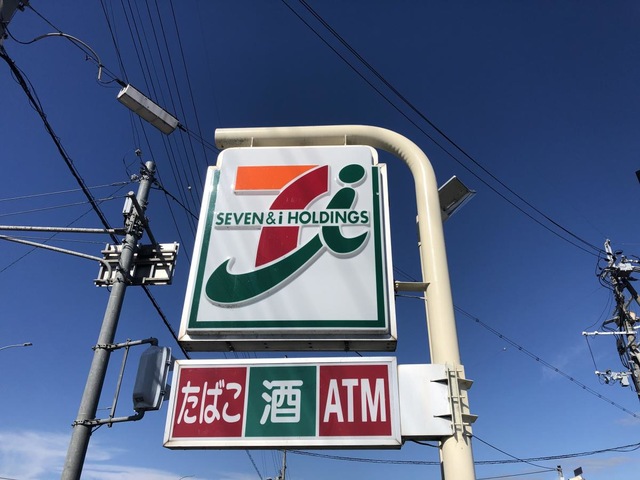 SEVEN&i HOLDINGS
たばこ 酒 ATM